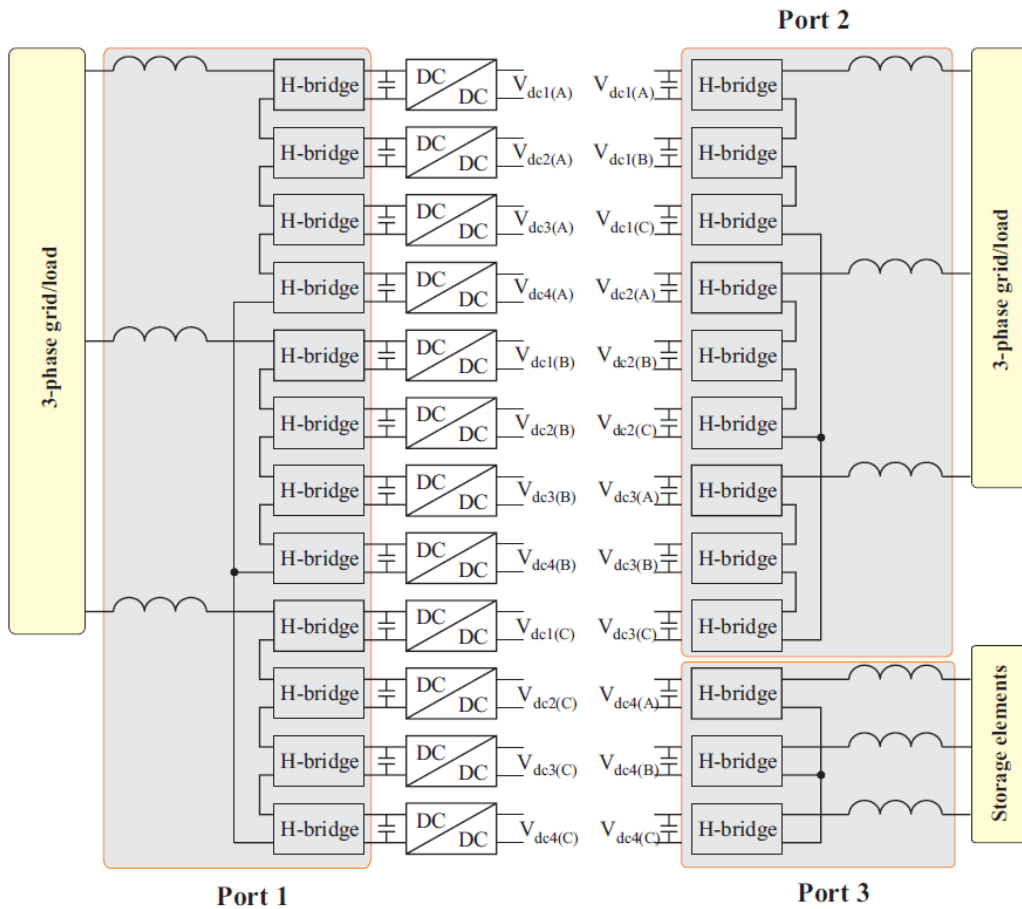 Port 2
3-phase grid/load
H-bridge
DC
DC
Vdc1(A)
Vdc1(A)
H-bridge
3-phase grid/load
H-bridge
DC
DC
Vdc2(A)
Vdc1(B)
H-bridge
H-bridge
DC
DC
Vdc3(A)
Vdc1(C)
H-bridge
H-bridge
DC
DC
Vdc4(A)
Vdc2(A)
H-bridge
H-bridge
DC
DC
Vdc1(B)
Vdc2(B)
H-bridge
H-bridge
DC
DC
Vdc2(B)
Vdc2(C)
H-bridge
H-bridge
DC
DC
Vdc3(B)
Vdc3(A)
H-bridge
H-bridge
DC
DC
Vdc4(B)
Vdc3(B)
H-bridge
H-bridge
DC
DC
Vdc1(C)
Vdc3(C)
H-bridge
H-bridge
DC
DC
Vdc2(C)
Vdc4(A)
H-bridge
Storage elements
H-bridge
DC
DC
Vdc3(C)
Vdc4(B)
H-bridge
H-bridge
DC
DC
Vdc4(C)
Vdc4(C)
H-bridge
Port 1
Port 3